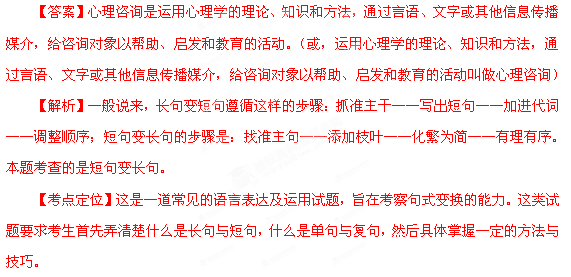 【答案】心理咨询是运用心理学的理论、知识和方法，通过言语、文字或其他信息传播
媒介，给咨询对象以帮助、启发和教育的活动。（或，运用心理学的理论、知识和方法，通
过言语、文字或其他信息传播媒介，给咨询对象以帮助、启发和教育的活动叫做心理咨询）
【解析】一般说来，长句变短句遵循这样的步骤：抓准主干——写出短句——加进代词
——调整顺序；短句变长句的步骤是：找准主句——添加枝叶——化繁为简——有理有序。
本题考查的是短句变长句。
【考点定位】这是一道常见的语言表达及运用试题，旨在考察句式变换的能力。这类试
题要求考生首先弄清楚什么是长句与短句，什么是单句与复句，然后具体掌握一定的方法与
技巧。